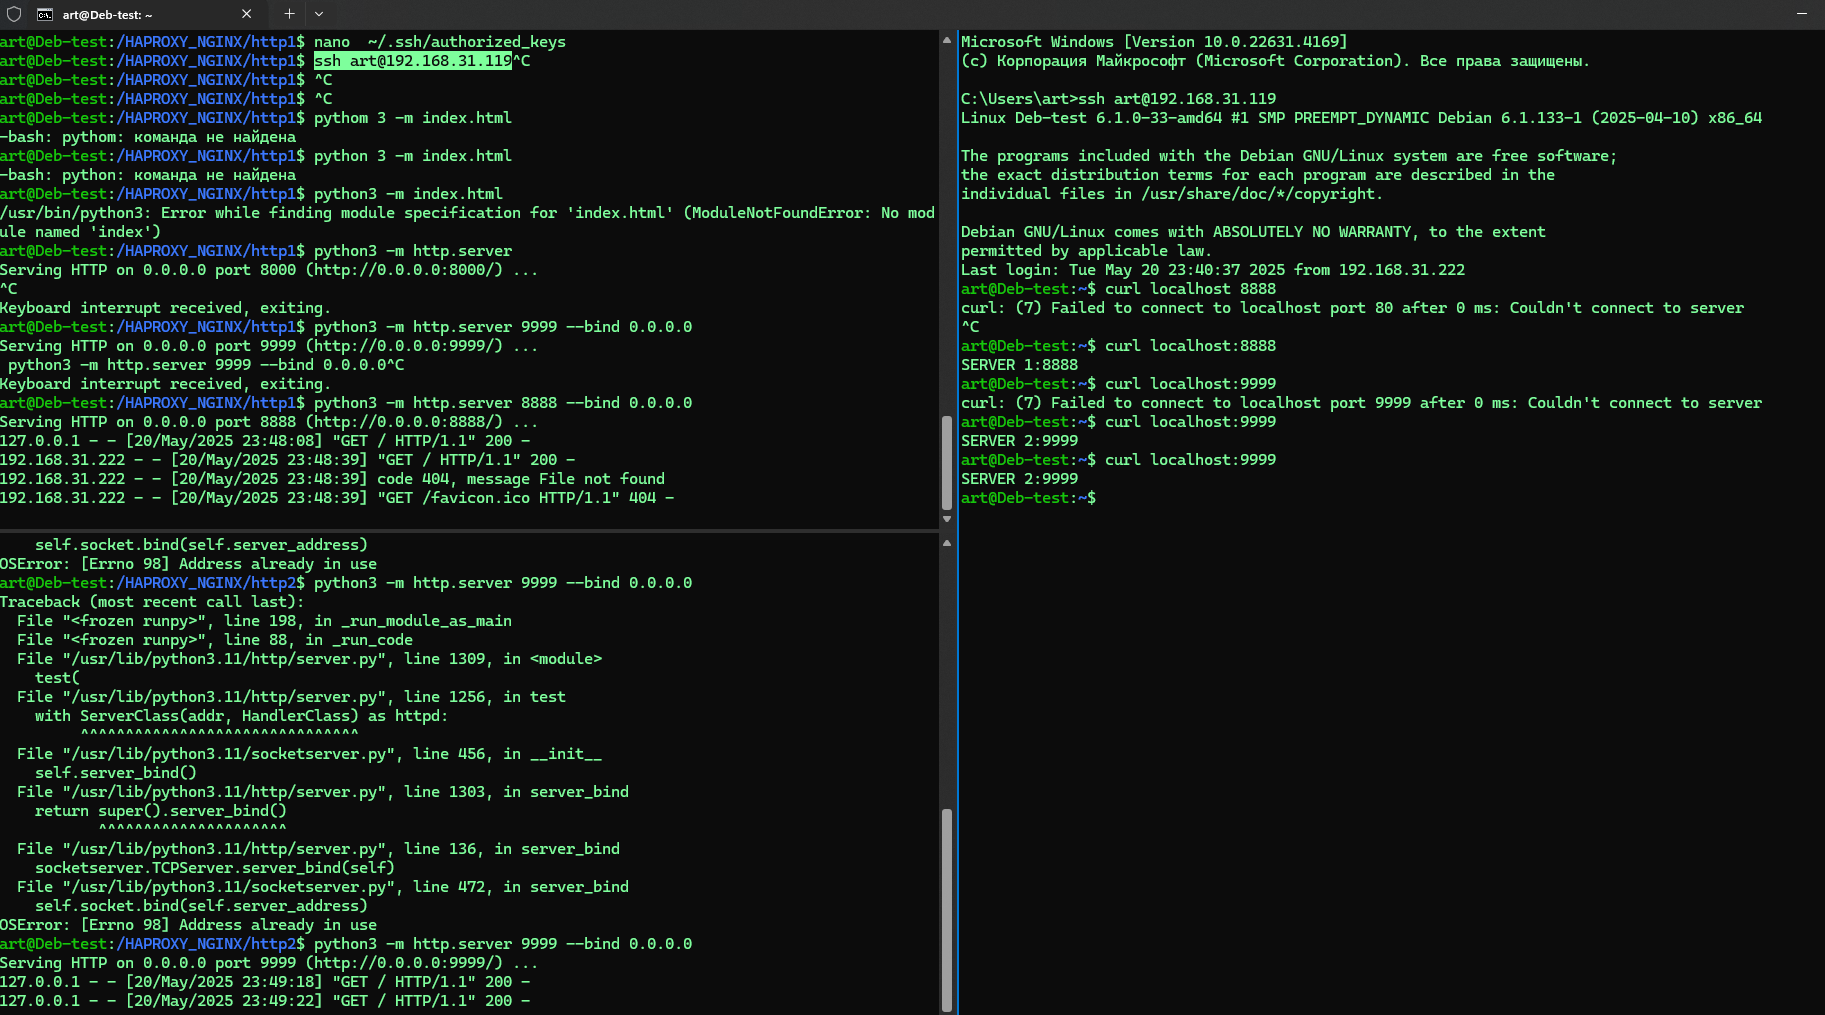 art@Deb-test: ~
art@Deb-test:/HAPROXY_NGINX/http1$ nano  ~/.ssh/authorized_keys
art@Deb-test:/HAPROXY_NGINX/http1$ ssh art@192.168.31.119^C
art@Deb-test:/HAPROXY_NGINX/http1$ ^C
art@Deb-test:/HAPROXY_NGINX/http1$ ^C
art@Deb-test:/HAPROXY_NGINX/http1$ pythom 3 -m index.html
-bash: pythom: команда не найдена
art@Deb-test:/HAPROXY_NGINX/http1$ python 3 -m index.html
-bash: python: команда не найдена
art@Deb-test:/HAPROXY_NGINX/http1$ python3 -m index.html
/usr/bin/python3: Error while finding module specification for 'index.html' (ModuleNotFoundError: No mod
ule named 'index')
art@Deb-test:/HAPROXY_NGINX/http1$ python3 -m http.server
Serving HTTP on 0.0.0.0 port 8000 (http://0.0.0.0:8000/) ...
^C
Keyboard interrupt received, exiting.
art@Deb-test:/HAPROXY_NGINX/http1$ python3 -m http.server 9999 --bind 0.0.0.0
Serving HTTP on 0.0.0.0 port 9999 (http://0.0.0.0:9999/) ...
 python3 -m http.server 9999 --bind 0.0.0.0^C
Keyboard interrupt received, exiting.
art@Deb-test:/HAPROXY_NGINX/http1$ python3 -m http.server 8888 --bind 0.0.0.0
Serving HTTP on 0.0.0.0 port 8888 (http://0.0.0.0:8888/) ...
127.0.0.1 - - [20/May/2025 23:48:08] "GET / HTTP/1.1" 200 -
192.168.31.222 - - [20/May/2025 23:48:39] "GET / HTTP/1.1" 200 -
192.168.31.222 - - [20/May/2025 23:48:39] code 404, message File not found
192.168.31.222 - - [20/May/2025 23:48:39] "GET /favicon.ico HTTP/1.1" 404 -
    self.socket.bind(self.server_address)
OSError: [Errno 98] Address already in use
art@Deb-test:/HAPROXY_NGINX/http2$ python3 -m http.server 9999 --bind 0.0.0.0
Traceback (most recent call last):
  File "<frozen runpy>", line 198, in _run_module_as_main
  File "<frozen runpy>", line 88, in _run_code
  File "/usr/lib/python3.11/http/server.py", line 1309, in <module>
    test(
  File "/usr/lib/python3.11/http/server.py", line 1256, in test
    with ServerClass(addr, HandlerClass) as httpd:
         ^^^^^^^^^^^^^^^^^^^^^^^^^^^^^^^
  File "/usr/lib/python3.11/socketserver.py", line 456, in __init__
    self.server_bind()
  File "/usr/lib/python3.11/http/server.py", line 1303, in server_bind
    return super().server_bind()
           ^^^^^^^^^^^^^^^^^^^^^
  File "/usr/lib/python3.11/http/server.py", line 136, in server_bind
    socketserver.TCPServer.server_bind(self)
  File "/usr/lib/python3.11/socketserver.py", line 472, in server_bind
    self.socket.bind(self.server_address)
OSError: [Errno 98] Address already in use
art@Deb-test:/HAPROXY_NGINX/http2$ python3 -m http.server 9999 --bind 0.0.0.0
Serving HTTP on 0.0.0.0 port 9999 (http://0.0.0.0:9999/) ...
127.0.0.1 - - [20/May/2025 23:49:18] "GET / HTTP/1.1" 200 -
127.0.0.1 - - [20/May/2025 23:49:22] "GET / HTTP/1.1" 200 -
Microsoft Windows [Version 10.0.22631.4169]
(c) Корпорация Майкрософт (Microsoft Corporation). Все права защищены.
C:\Users\art>ssh art@192.168.31.119
Linux Deb-test 6.1.0-33-amd64 #1 SMP PREEMPT_DYNAMIC Debian 6.1.133-1 (2025-04-10) x86_64
The programs included with the Debian GNU/Linux system are free software;
the exact distribution terms for each program are described in the
individual files in /usr/share/doc/*/copyright.
Debian GNU/Linux comes with ABSOLUTELY NO WARRANTY, to the extent
permitted by applicable law.
Last login: Tue May 20 23:40:37 2025 from 192.168.31.222
art@Deb-test:~$ curl localhost 8888
curl: (7) Failed to connect to localhost port 80 after 0 ms: Couldn't connect to server
^C
art@Deb-test:~$ curl localhost:8888
SERVER 1:8888
art@Deb-test:~$ curl localhost:9999
curl: (7) Failed to connect to localhost port 9999 after 0 ms: Couldn't connect to server
art@Deb-test:~$ curl localhost:9999
SERVER 2:9999
art@Deb-test:~$ curl localhost:9999
SERVER 2:9999
art@Deb-test:~$